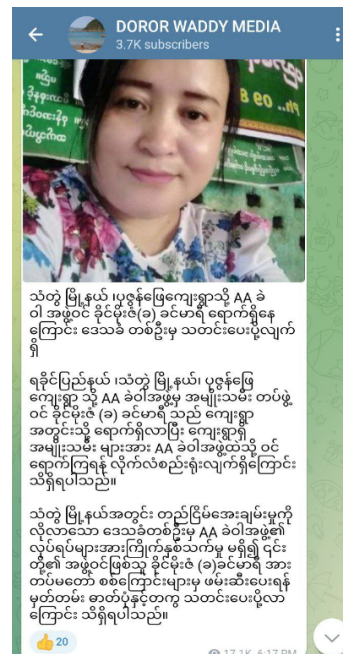 DOROR WADDY MEDIA
3.7K subscribers
သံတွဲ မြို့နယ် ၊ပုဇွန်ဖြေကျေးရွာသို့ AA ခဲ
ဝါ အဖွဲ့ဝင် ခိုင်မိုးဇံ(ခ) ခင်မာရီ ရောက်ရှိနေ
ကြောင်း ဒေသခံ တစ်ဦးမှ သတင်းပေးပို့လျက်
ရှိ
ရခိုင်ပြည်နယ် ၊သံတွဲ မြို့နယ်၊ ပုဇွန်ဖြေ
ကျေးရွာ သို့ AA ခဲဝါအဖွဲ့မှ အမျိုးသမီး တပ်ဖွဲ့
ဝင် ခိုင်မိုးဇံ (ခ) ခင်မာရီ သည် ကျေးရွာ
အတွင်းသို့ ရောက်ရှိလာပြီး ကျေးရွာရှိ
အမျိုးသမီး များအား AA ခဲဝါအဖွဲ့ထဲသို့ ဝင်
ရောက်ကြရန် လိုက်လံစည်းရုံးလျက်ရှိကြောင်း
သိရှိရပါသည်။
သံတွဲ မြို့နယ်အတွင်း တည်ငြိမ်အေးချမ်းမှုကို
လိုလာသော ဒေသခံတစ်ဦးမှ AA ခဲဝါအဖွဲ့၏
လုပ်ရပ်များအားကြိုက်နှစ်သက်မှု မရှိ၍ ၎င်း
တို့၏ အဖွဲ့ဝင်ဖြစ်သူ ခိုင်မိုးဇံ (ခ)ခင်မာရီ အား
တပ်မတော် စစ်ကြောင်းများမှ ဖမ်းဆီးပေးရန်
မှတ်တမ်း ဓာတ်ပုံနှင့်တကွ သတင်းပေးပို့လာ
ကြောင်း သိရှိရပါသည်။
20
17.1K 6:17 PM